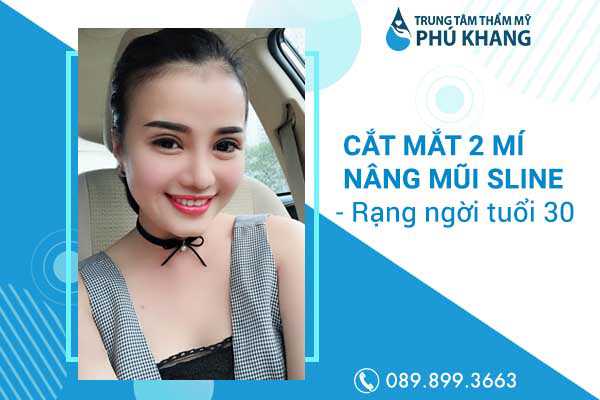 TRUNG TÂM THẨM MỸ
PHÚ KHANG
CẮT MẮT 2 MÍ
NÂNG MŨI SLINE
- Rạng ngời tuổi 30
089.899.3663